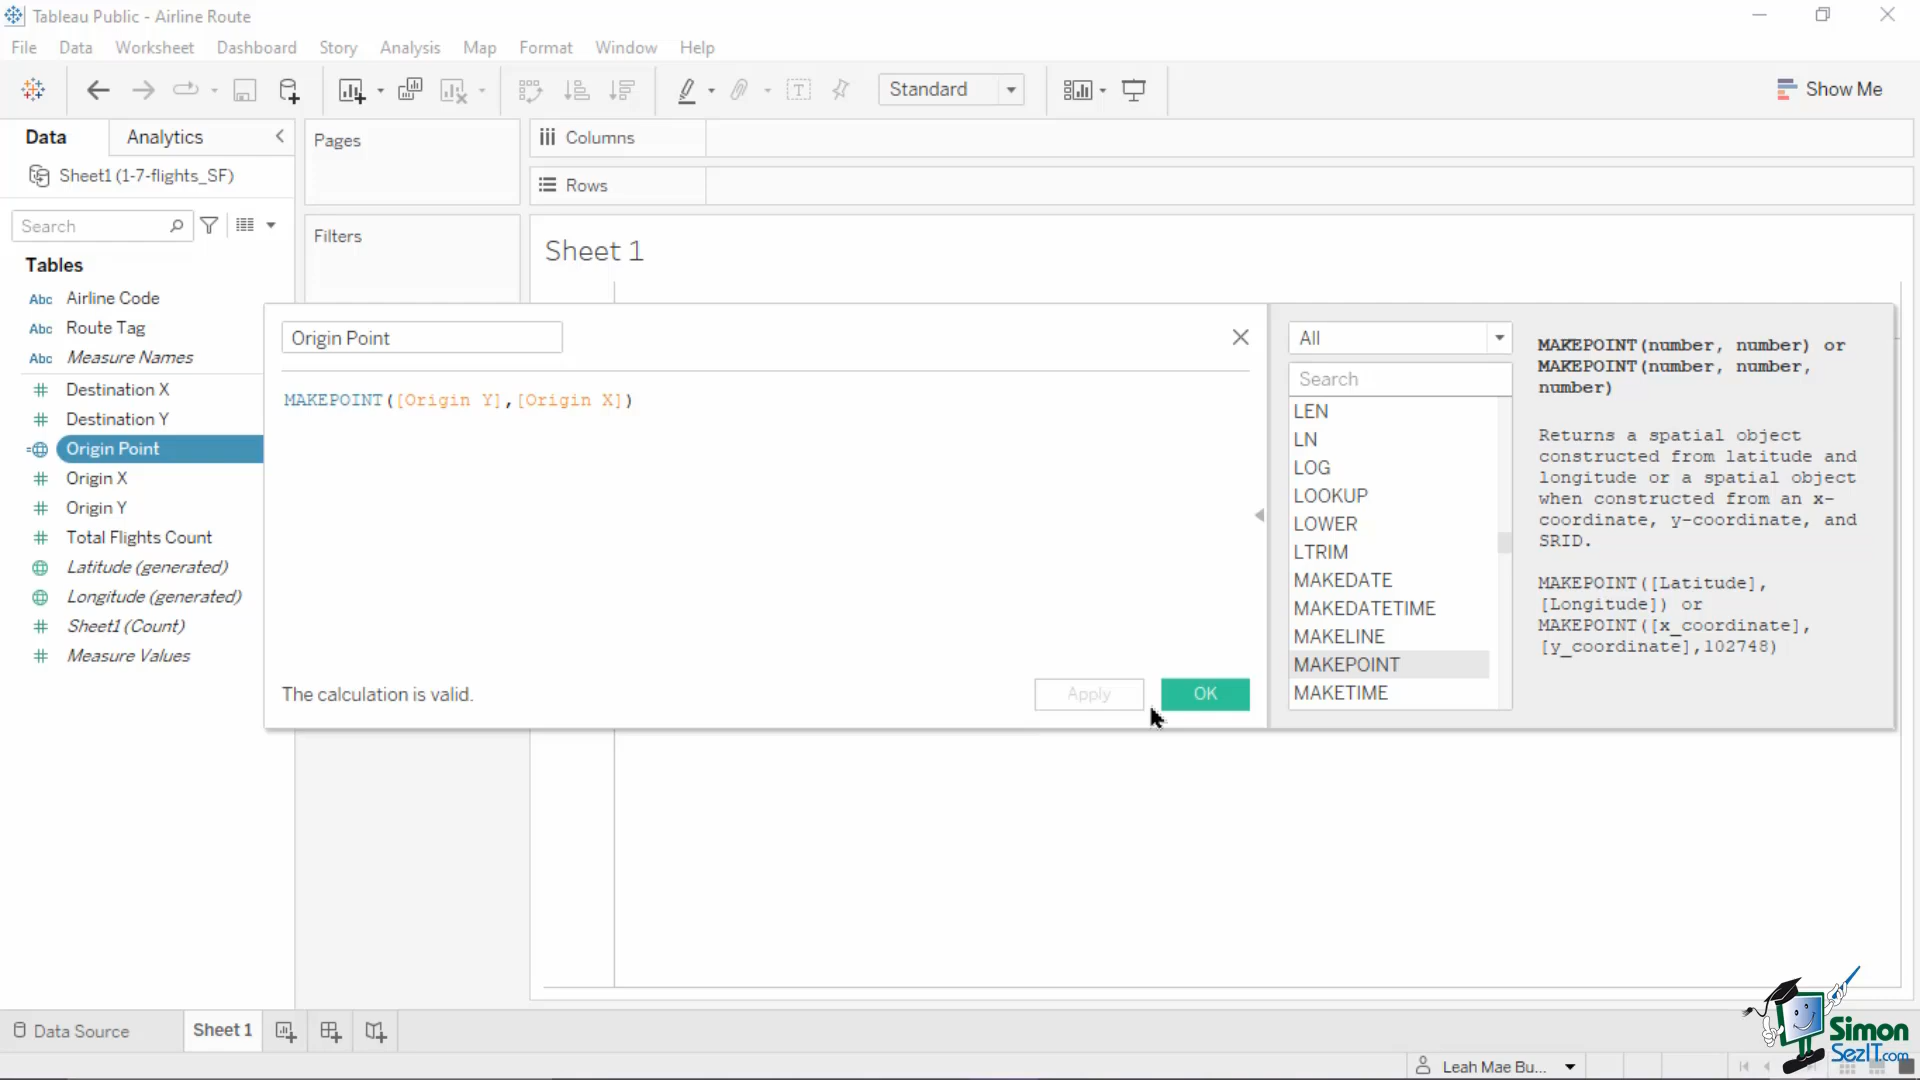 Tableau Public - Airline Route
File Data Worksheet Dashboard Story Analysis Map Format Window Help
Standard
Show Me
Data Analytics
Sheet1 (1-7-flights_SF)
Search
Tables
Abc Airline Code
Abc Route Tag
Abc Measure Names
Destination X
Destination Y
Origin Point
Origin X
Origin Y
Total Flights Count
Latitude (generated)
Longitude (generated)
Sheet1 (Count)
Measure Values
Pages
Filters
Columns
Rows
Sheet 1
Origin Point
MAKEPOINT([Origin Y],[Origin X])
The calculation is valid.
Apply
OK
All
Search
LEN
LN
LOG
LOOKUP
LOWER
LTRIM
MAKEDATE
MAKEDATETIME
MAKELINE
MAKEPOINT
MAKETIME
MAKEPOINT(number, number) or
MAKEPOINT(number, number,
number)
Returns a spatial object
constructed from latitude and
longitude or a spatial object
when constructed from an x-
coordinate, y-coordinate, and
SRID.
MAKEPOINT([Latitude],
[Longitude]) or
MAKEPOINT([x_coordinate],
[y_coordinate],102748)
Data Source
Sheet 1
Leah Mae Bu...
Simon
SezIT.com